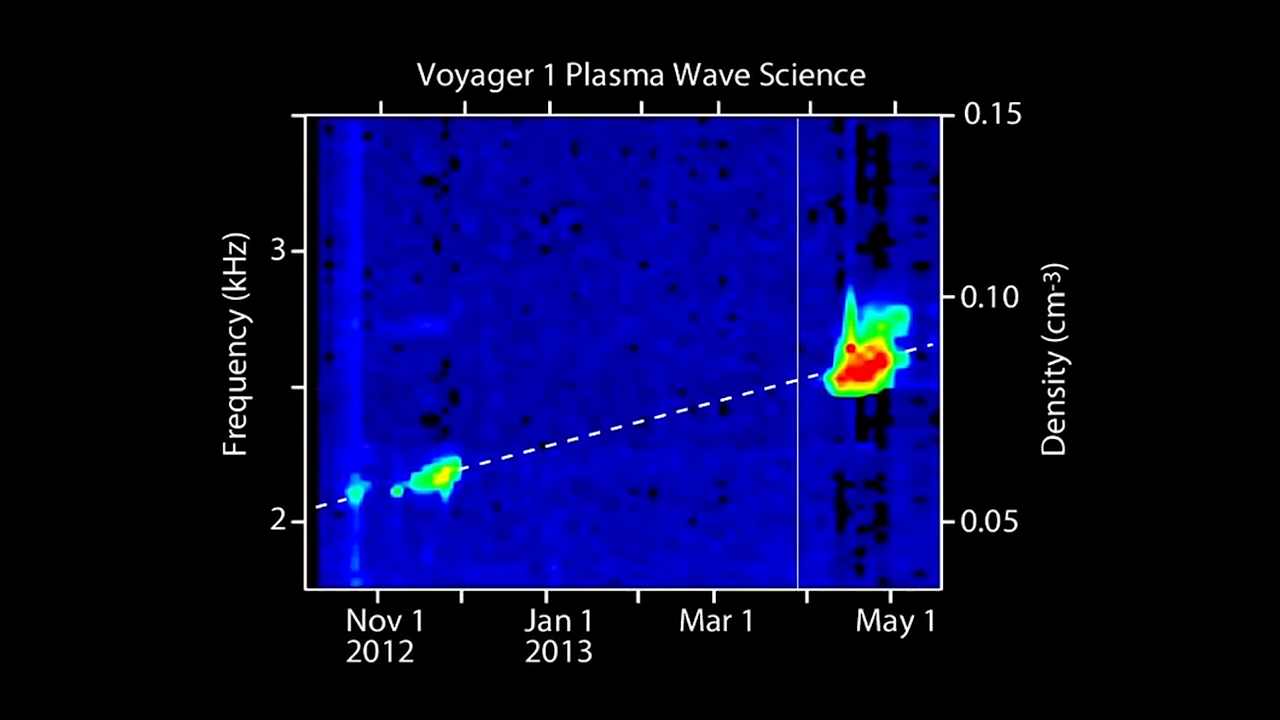 Voyager 1 Plasma Wave Science
0.15
3
0.10
Frequency (kHz)
Density (cm-3)
2
0.05
Nov 1 Jan 1 Mar 1 May 1
2012 2013